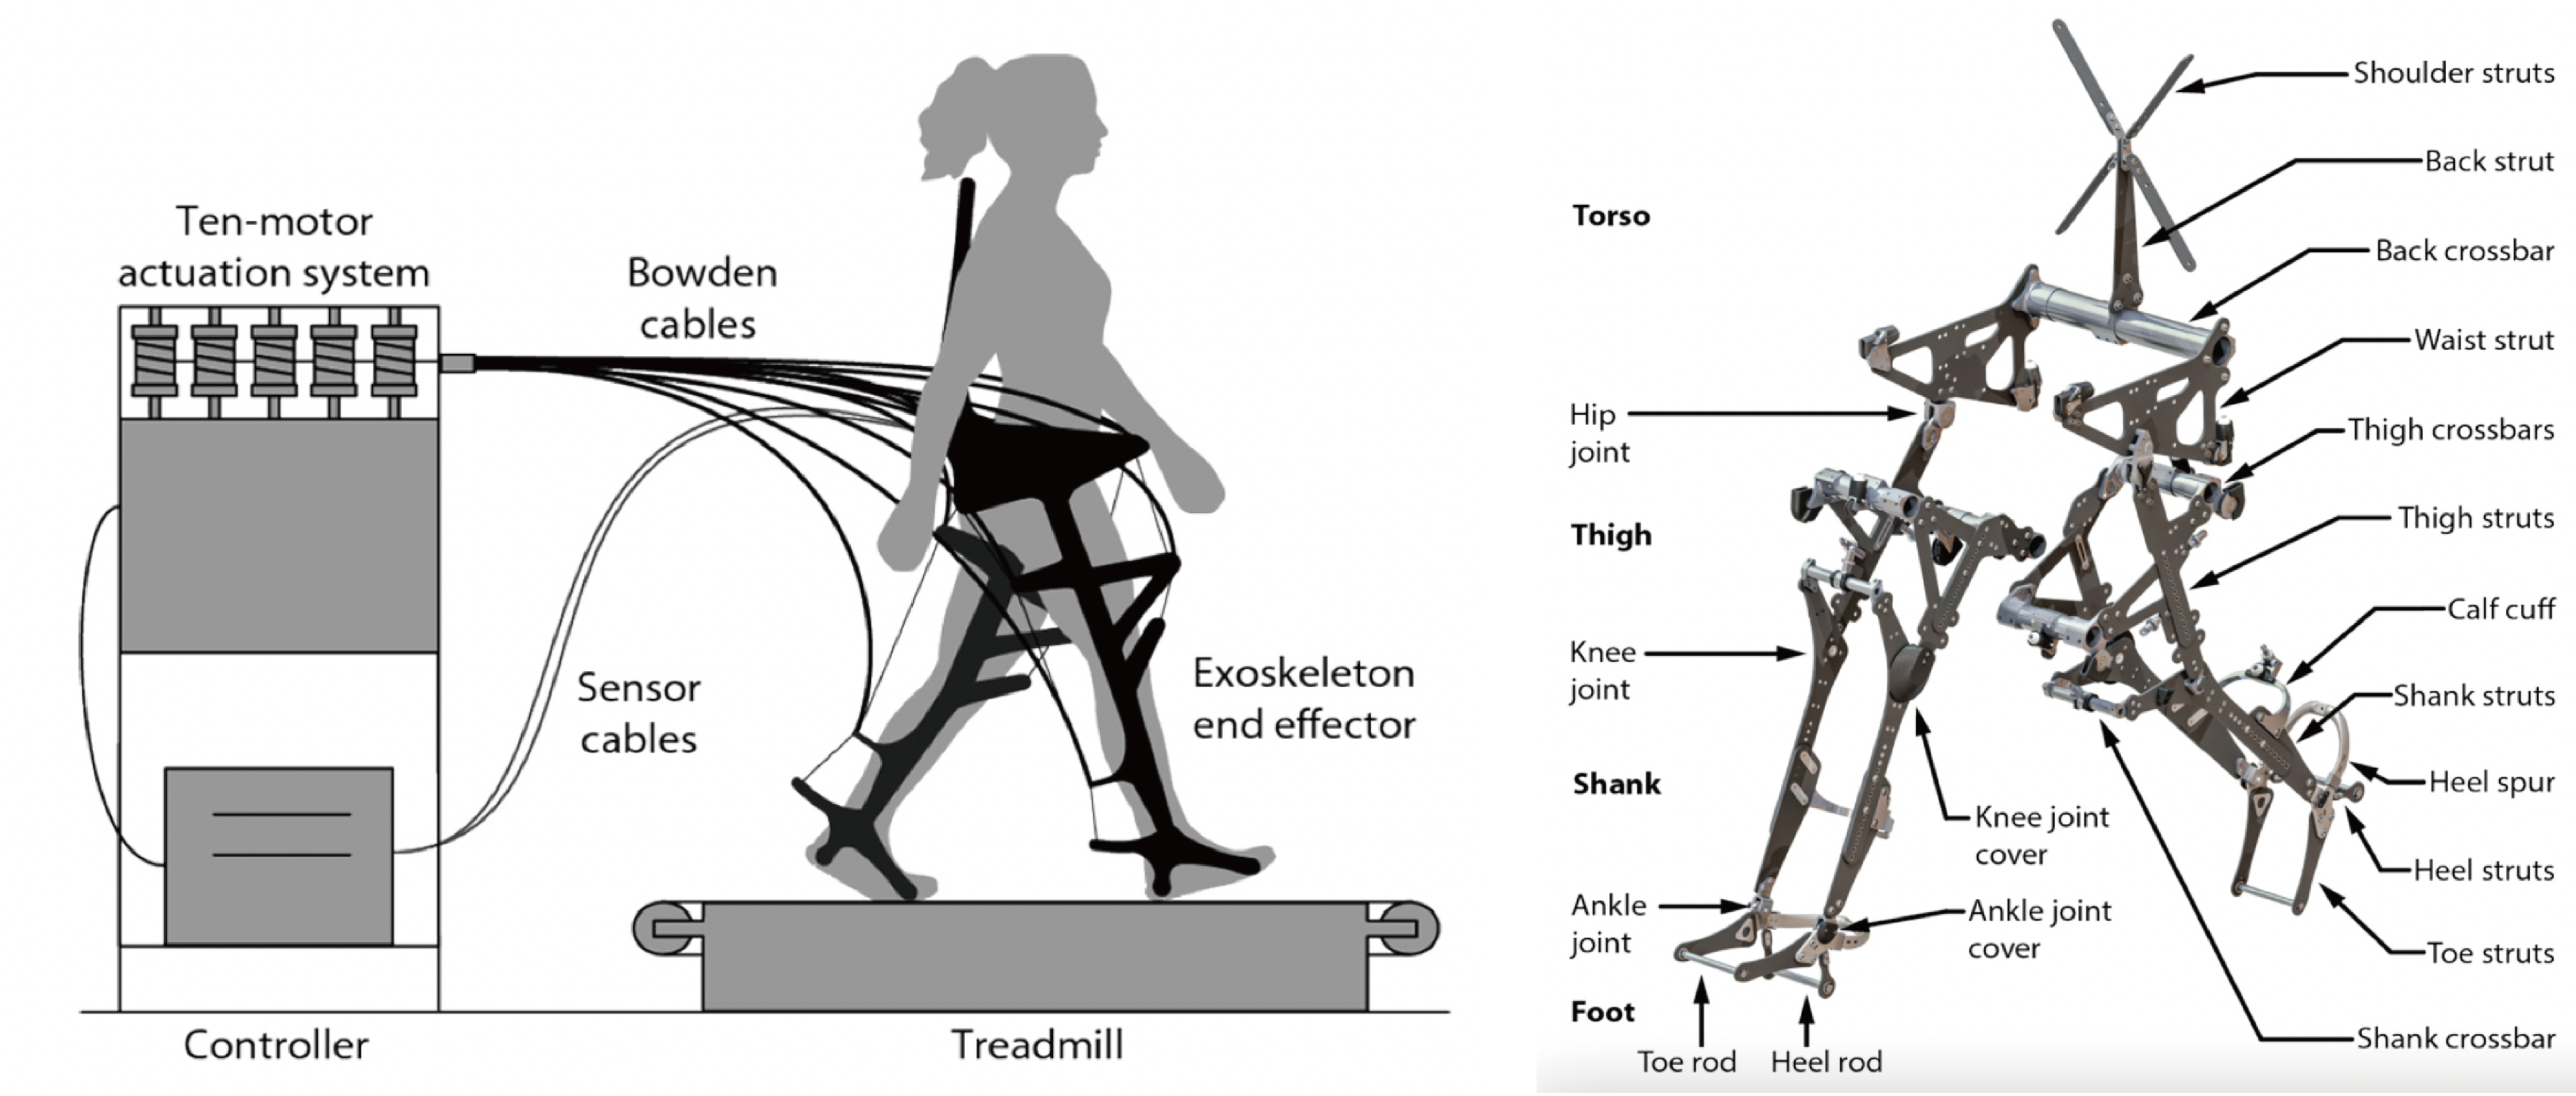 Ten-motor
actuation system
Bowden
cables
Sensor
cables
Exoskeleton
end effector
Controller
Treadmill
Torso
Thigh
Shank
Foot
Hip
joint
Knee
joint
Ankle
joint
Toe rod
Heel rod
Knee joint
cover
Ankle joint
cover
Shoulder struts
Back strut
Back crossbar
Waist strut
Thigh crossbars
Thigh struts
Calf cuff
Shank struts
Heel spur
Heel struts
Toe struts
Shank crossbar